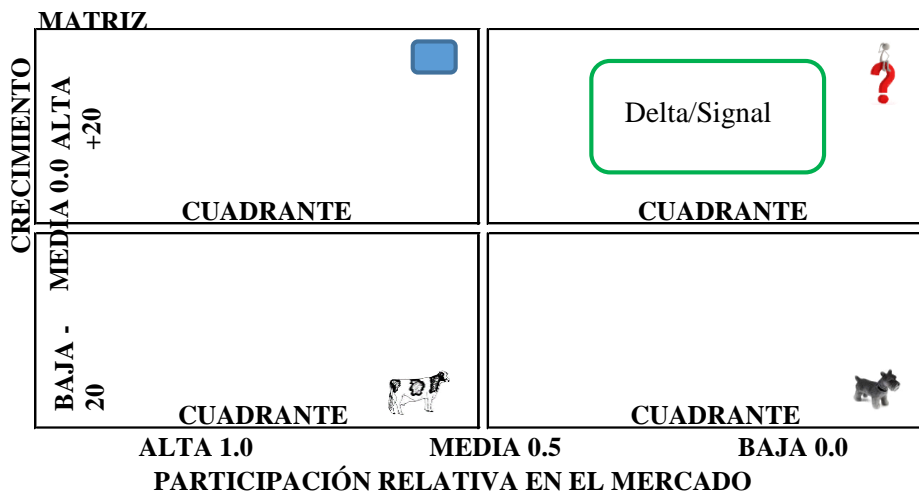 MATRIZ
CRECIMIENTO
BAJA - MEDIA 0.0 ALTA
20 +20
Delta/Signal
CUADRANTE CUADRANTE
CUADRANTE CUADRANTE
ALTA 1.0 MEDIA 0.5 BAJA 0.0
PARTICIPACIÓN RELATIVA EN EL MERCADO